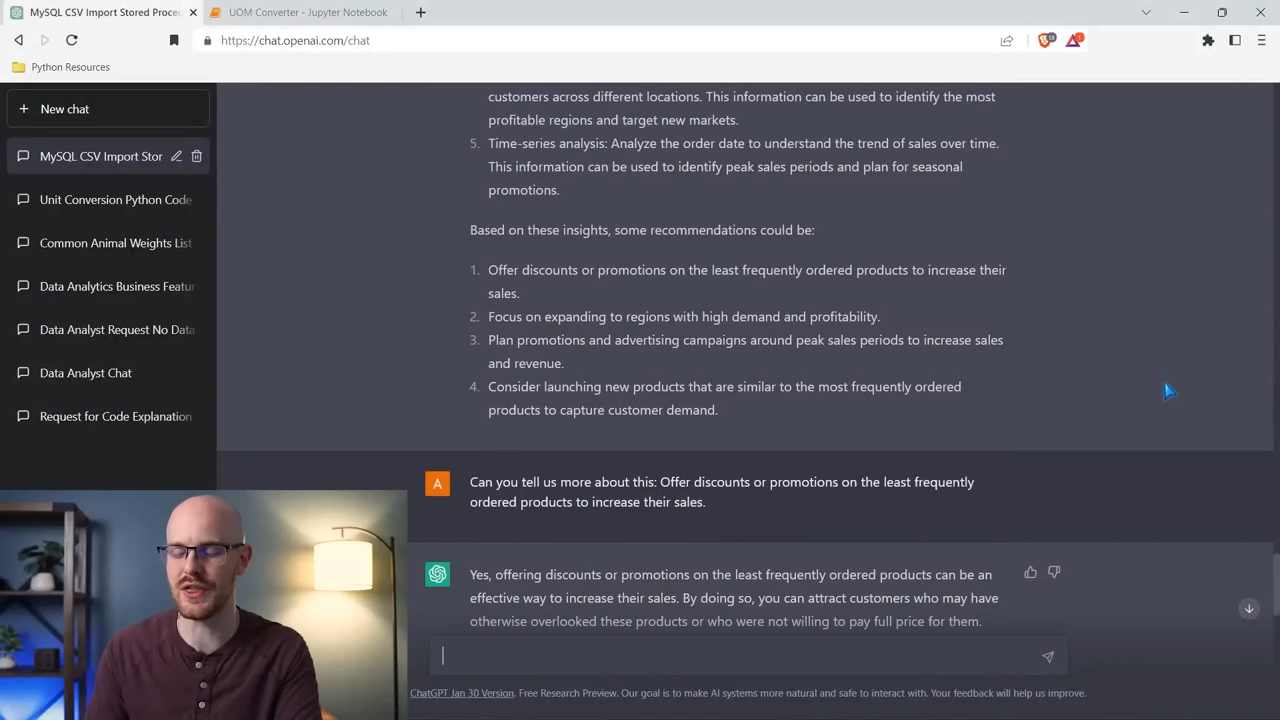 MySQL CSV Import Stored Proced
UOM Converter - Jupyter Notebook
https://chat.openai.com/chat
18
1
Python Resources
New chat
MySQL CSV Import Stor
Unit Conversion Python Code
Common Animal Weights List
Data Analytics Business Featur
Data Analyst Request No Data
Data Analyst Chat
Request for Code Explanation
customers across different locations. This information can be used to identify the most
profitable regions and target new markets.
5. Time-series analysis: Analyze the order date to understand the trend of sales over time.
This information can be used to identify peak sales periods and plan for seasonal
promotions.
Based on these insights, some recommendations could be:
1. Offer discounts or promotions on the least frequently ordered products to increase their
sales.
2. Focus on expanding to regions with high demand and profitability.
3. Plan promotions and advertising campaigns around peak sales periods to increase sales
and revenue.
4. Consider launching new products that are similar to the most frequently ordered
products to capture customer demand.
A
Can you tell us more about this: Offer discounts or promotions on the least frequently
ordered products to increase their sales.
Yes, offering discounts or promotions on the least frequently ordered products can be an
effective way to increase their sales. By doing so, you can attract customers who may have
otherwise overlooked these products or who were not willing to pay full price for them.
ChatGPT Jan 30 Version. Free Research Preview. Our goal is to make AI systems more natural and safe to interact with. Your feedback will help us improve.